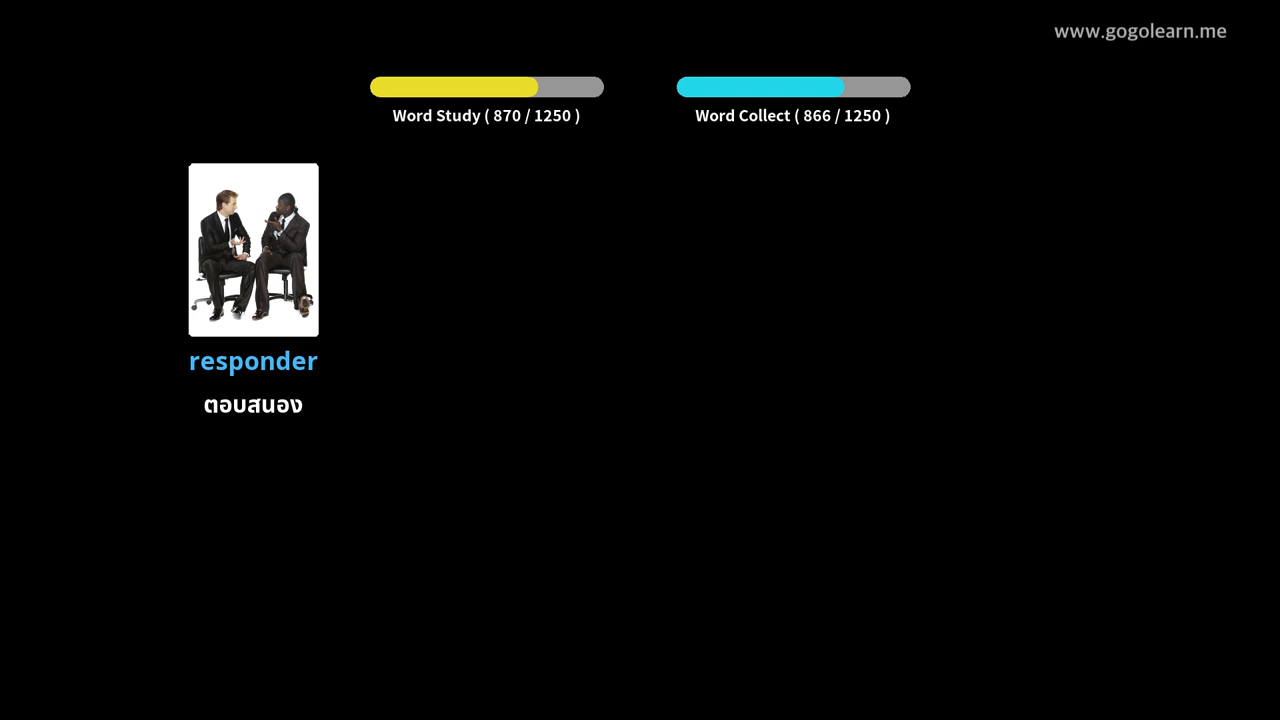 www.gogolearn.me
Word Study ( 870 / 1250 )
Word Collect ( 866 / 1250 )
responder
ตอบสนอง